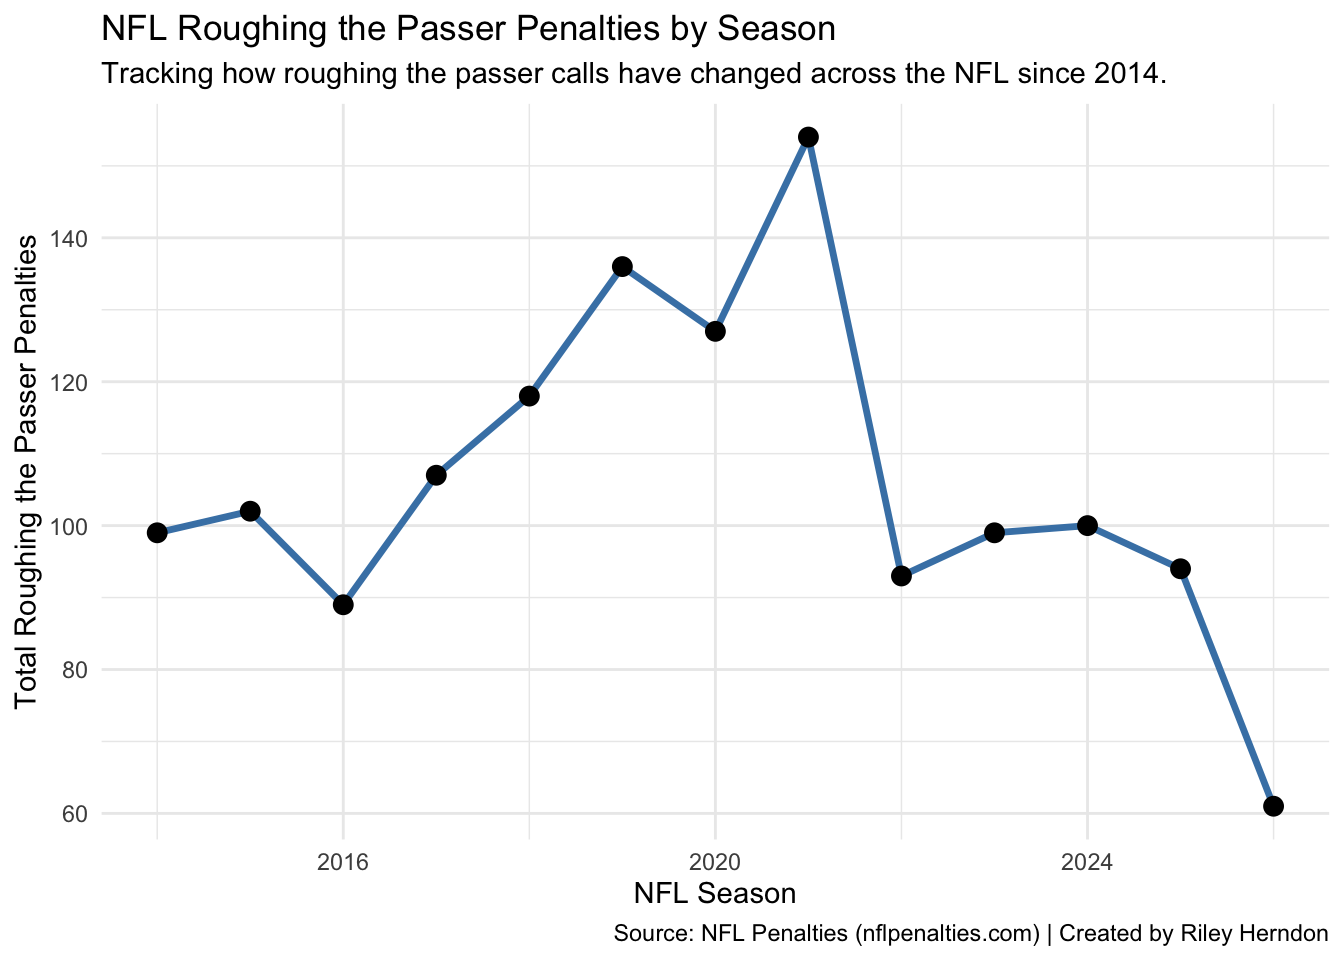 NFL Roughing the Passer Penalties by Season
Tracking how roughing the passer calls have changed across the NFL since 2014.
Total Roughing the Passer Penalties
140
120
100
80
60
2016
2020
2024
NFL Season
Source: NFL Penalties (nflpenalties.com) | Created by Riley Herndon